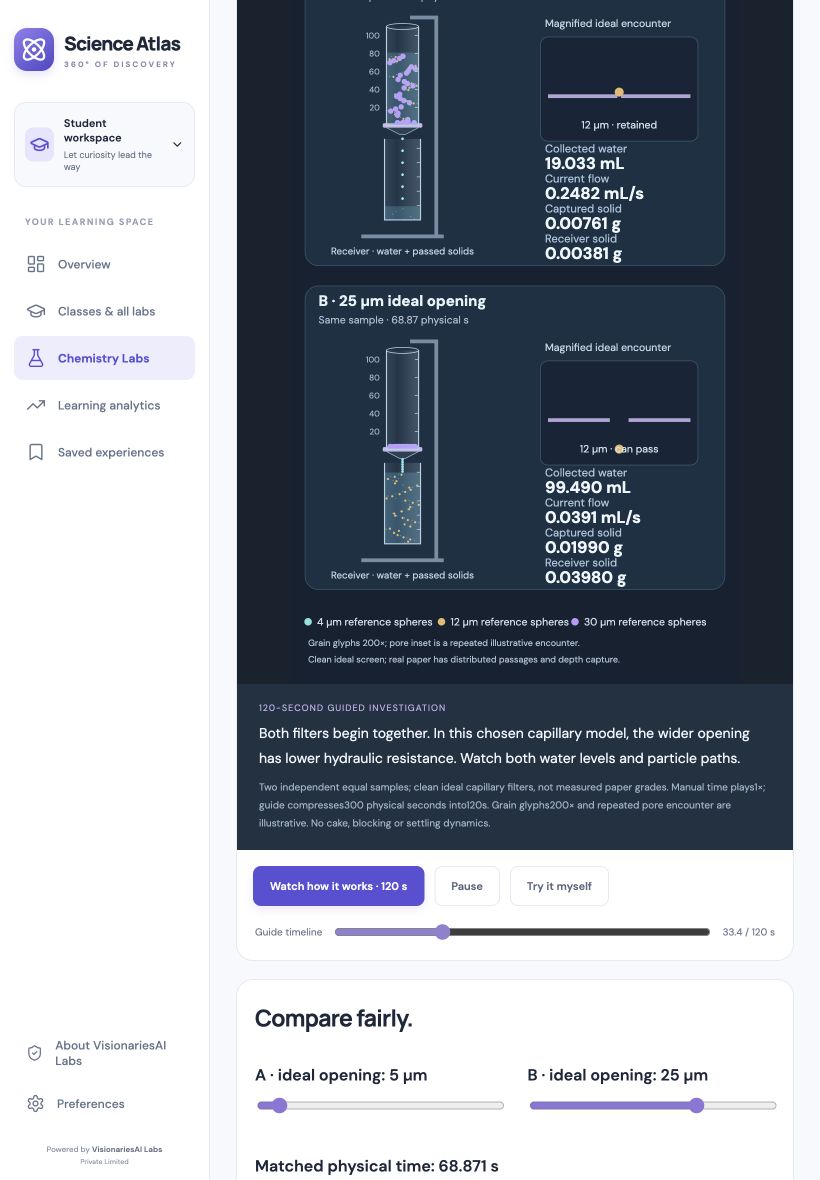 Science Atlas
360° OF DISCOVERY
Student
workspace
Let curiosity lead the
way
YOUR LEARNING SPACE
Overview
Classes & all labs
Chemistry Labs
Learning analytics
Saved experiences
About VisionariesAI
Labs
Preferences
Powered by VisionariesAI Labs
Private Limited
Magnified ideal encounter
100
80
60
40
20
12 µm · retained
Collected water
19.033 mL
Current flow
0.2482 mL/s
Captured solid
0.00761 g
Receiver solid
0.00381 g
Receiver · water + passed solids
B · 25 µm ideal opening
Same sample · 68.87 physical s
Magnified ideal encounter
100
80
60
40
20
12 µm · can pass
Collected water
99.490 mL
Current flow
0.0391 mL/s
Captured solid
0.01990 g
Receiver solid
0.03980 g
Receiver · water + passed solids
4 µm reference spheres 12 µm reference spheres 30 µm reference spheres
Grain glyphs 200×; pore inset is a repeated illustrative encounter.
Clean ideal screen; real paper has distributed passages and depth capture.
120-SECOND GUIDED INVESTIGATION
Both filters begin together. In this chosen capillary model, the wider opening
has lower hydraulic resistance. Watch both water levels and particle paths.
Two independent equal samples; clean ideal capillary filters, not measured paper grades. Manual time plays1×;
guide compresses300 physical seconds into120s. Grain glyphs200× and repeated pore encounter are
illustrative. No cake, blocking or settling dynamics.
Watch how it works · 120 s
Pause
Try it myself
Guide timeline
33.4 / 120 s
Compare fairly.
A · ideal opening: 5 µm
B · ideal opening: 25 µm
Matched physical time: 68.871 s